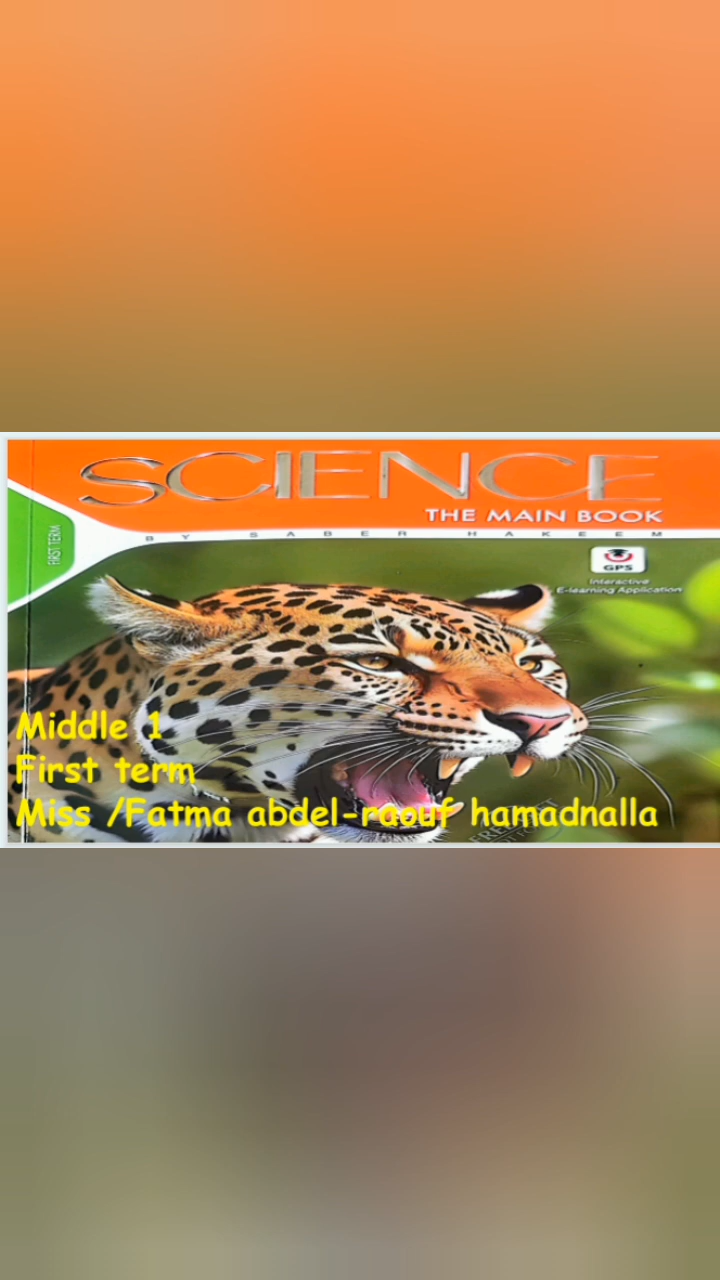 SCIENCE
THE MAIN BOOK
BY SABER HAKEEM
FIRST TERM
GPS
Interactive
E-learning Application
Middle 1
First term
Miss /Fatma abdel-raouf hamadnalla